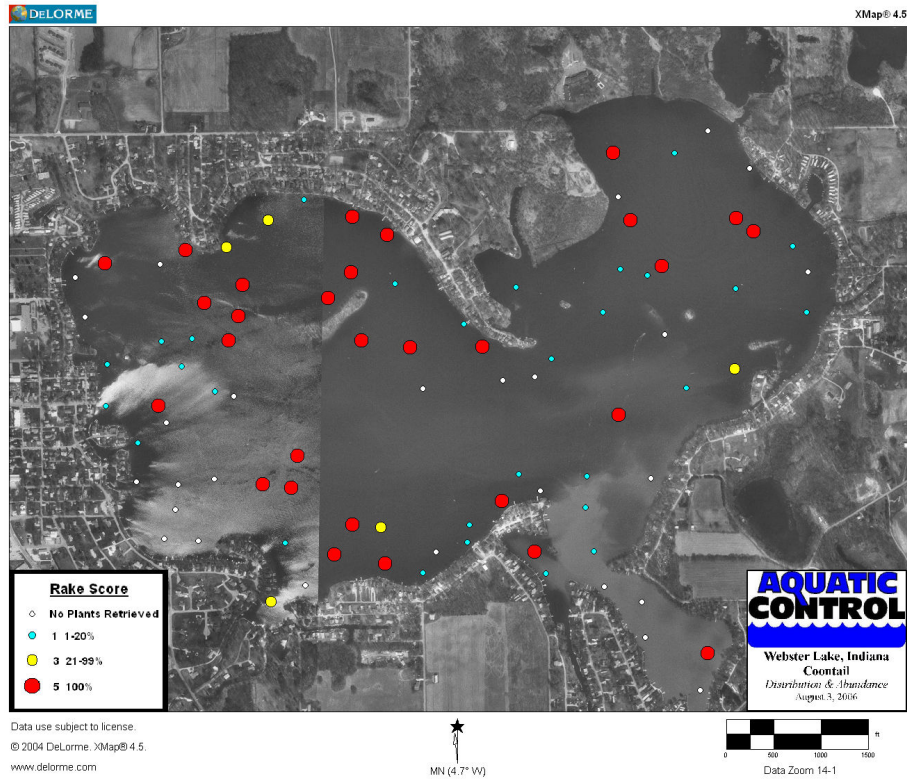 DELORME
XMap® 4.5
Rake Score
No Plants Retrieved
1 1-20%
3 21-99%
5 100%
AQUATIC
CONTROL
Webster Lake, Indiana
Coontail
Distribution & Abundance
August 3, 2006
Data use subject to license.
© 2004 DeLorme. XMap® 4.5.
www.delorme.com
MN (4.7° W)
ft
0 500 1000 1500
Data Zoom 14-1